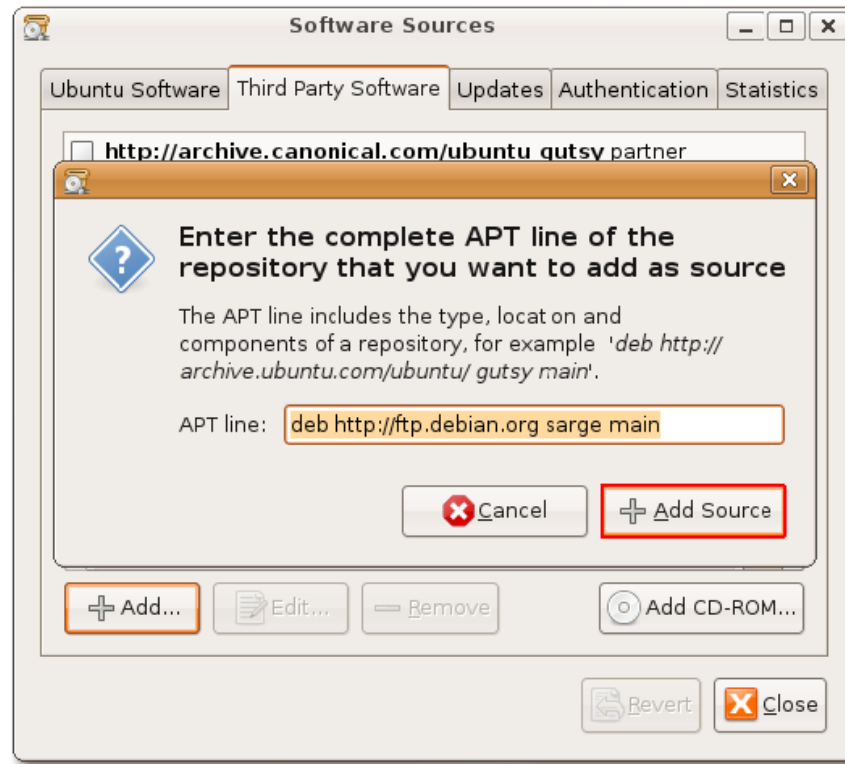 Software Sources
Ubuntu Software Third Party Software Updates Authentication Statistics
http://archive.canonical.com/ubuntu gutsy partner
Enter the complete APT line of the
repository that you want to add as source
The APT line includes the type, locat on and
components of a repository, for example 'deb http://
archive.ubuntu.com/ubuntu/ gutsy main'.
APT line: deb http://ftp.debian.org sarge main
Cancel Add Source
Add... Edit... Remove Add CD-ROM...
Revert Close